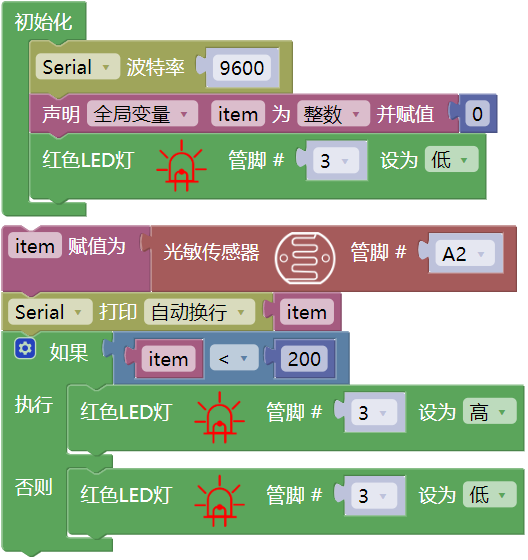 初始化
Serial 波特率 9600
声明 全局变量 item 为 整数 并赋值 0
红色LED灯 管脚 # 3 设为 低
item 赋值为 光敏传感器 管脚 # A2
Serial 打印 自动换行 item
如果 item < 200
执行 红色LED灯 管脚 # 3 设为 高
否则 红色LED灯 管脚 # 3 设为 低